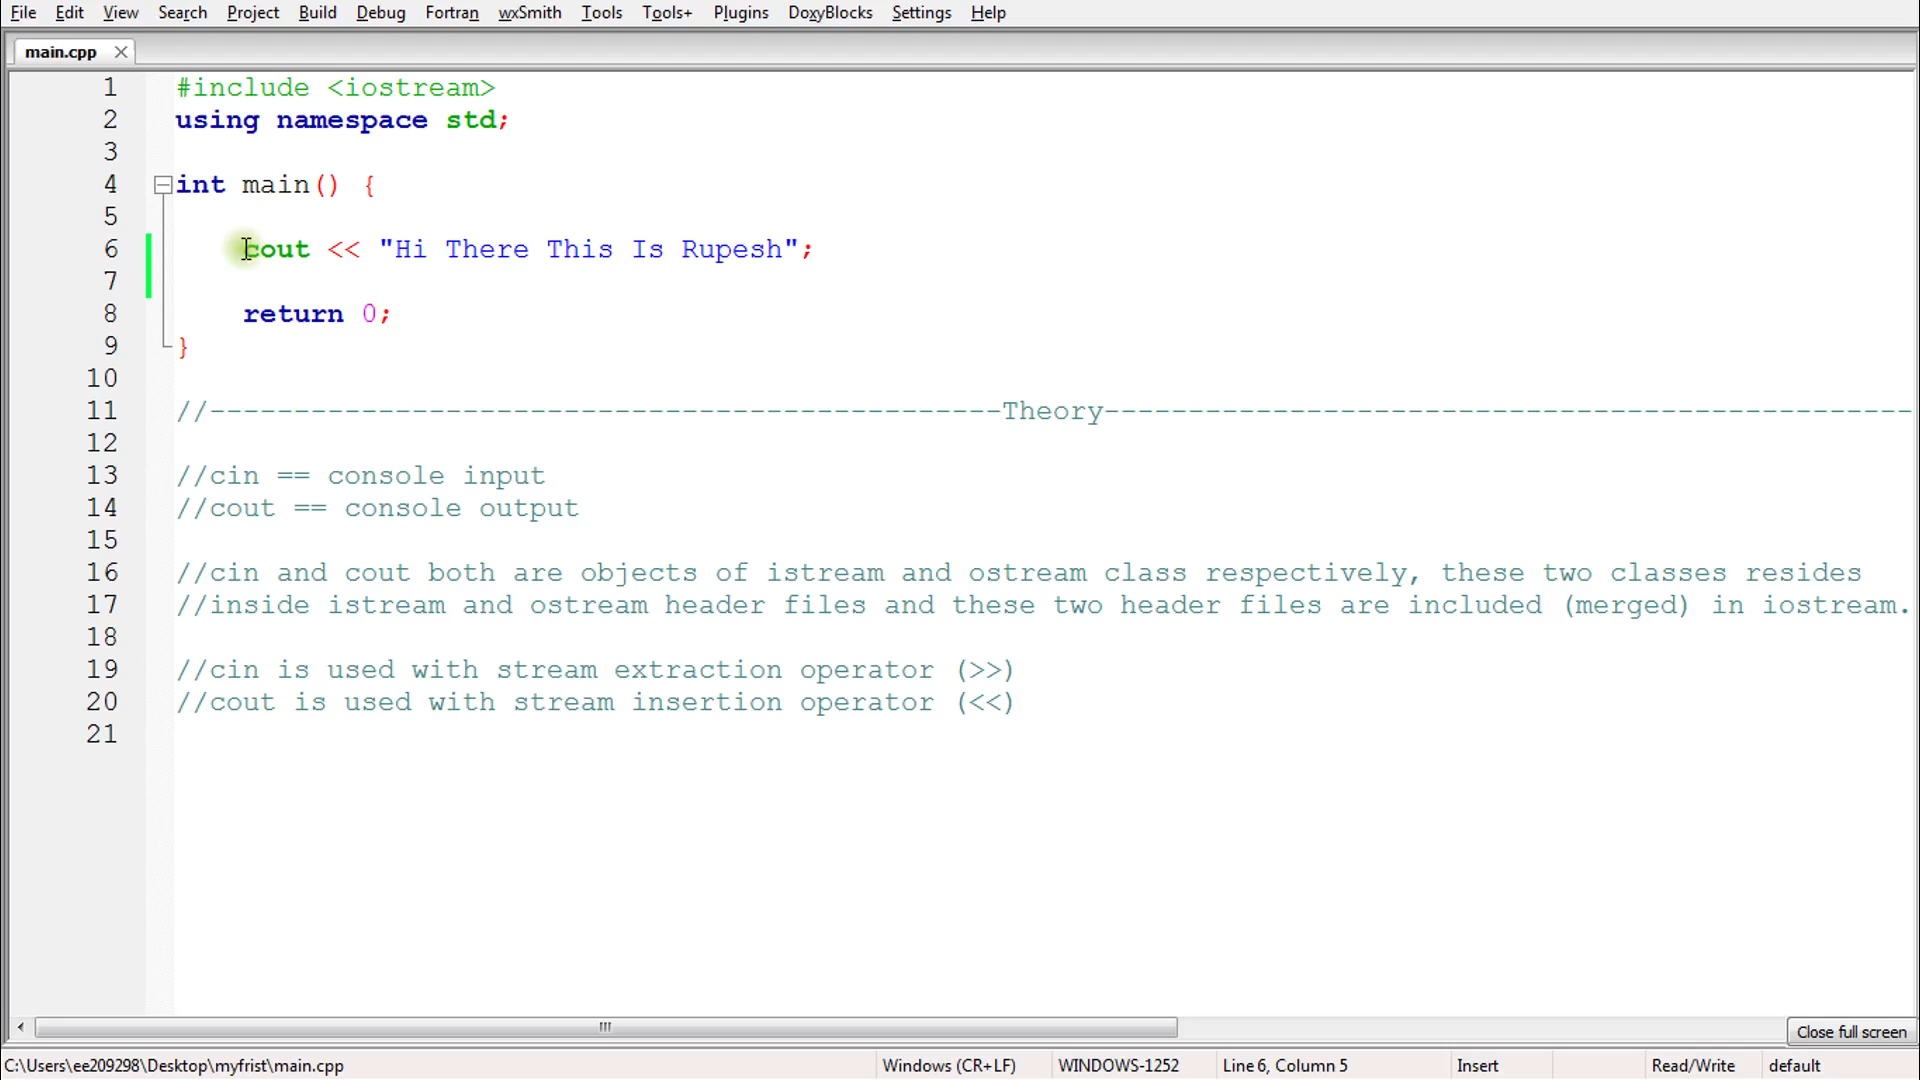 File Edit View Search Project Build Debug Fortran wxSmith Tools Tools+ Plugins DoxyBlocks Settings Help
main.cpp
1 #include <iostream>
2 using namespace std;
3
4 int main() {
5
6 cout << "Hi There This Is Rupesh";
7
8 return 0;
9 }
10
11 //-----------------------------------------------Theory------------------------------------------------
12
13 //cin == console input
14 //cout == console output
15
16 //cin and cout both are objects of istream and ostream class respectively, these two classes resides
17 //inside istream and ostream header files and these two header files are included (merged) in iostream.
18
19 //cin is used with stream extraction operator (>>)
20 //cout is used with stream insertion operator (<<)
21
Close full screen
C:\Users\ee209298\Desktop\myfrist\main.cpp Windows (CR+LF) WINDOWS-1252 Line 6, Column 5 Insert Read/Write default